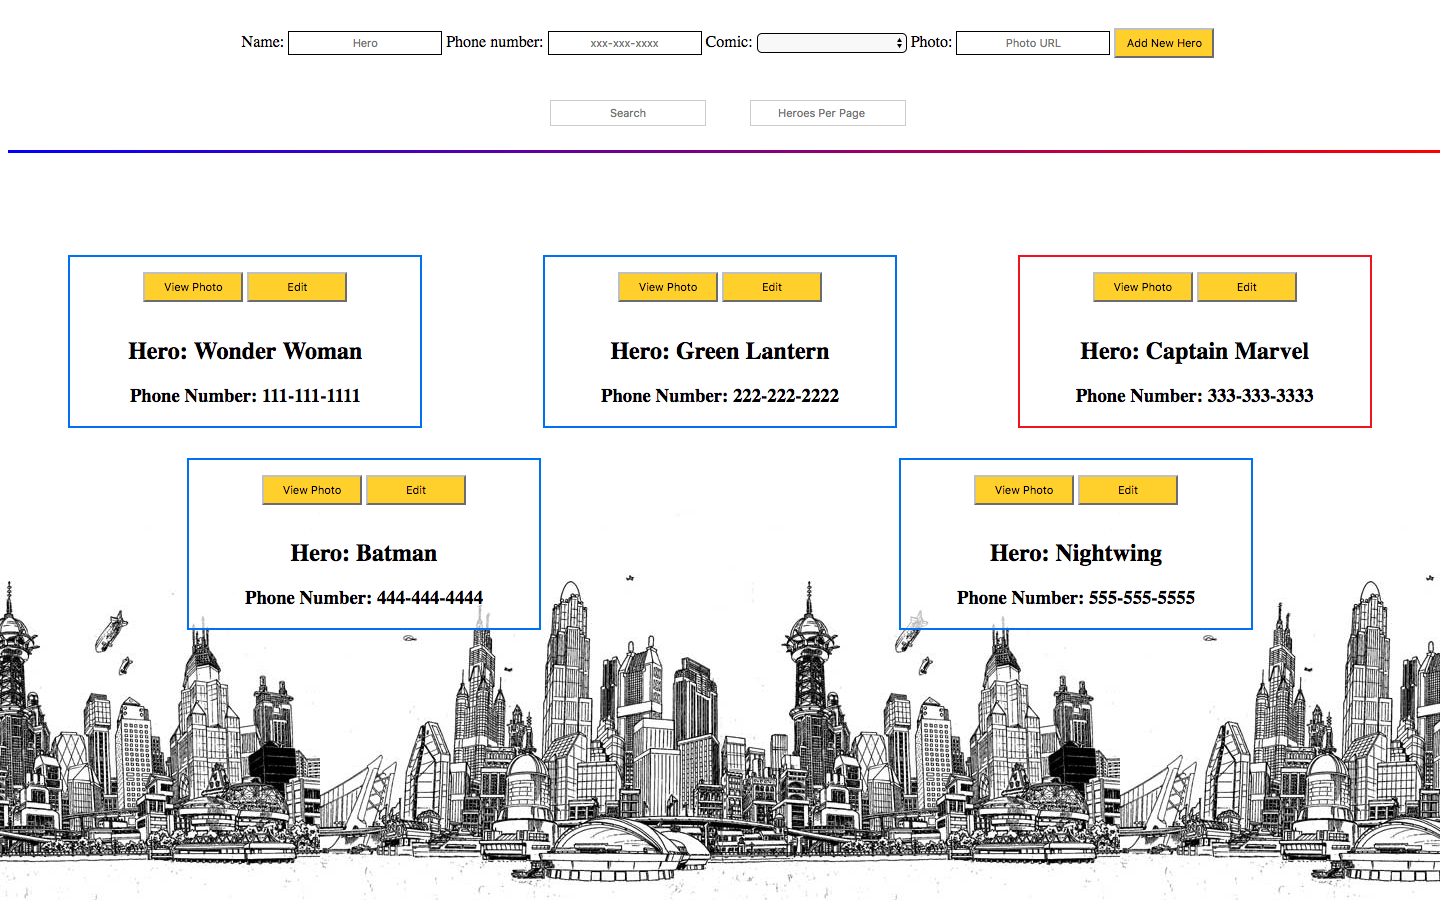 Name: Hero Phone number: xxx-xxx-xxxx Comic: Photo: Photo URL Add New Hero
Search Heroes Per Page
View Photo Edit
Hero: Wonder Woman
Phone Number: 111-111-1111
View Photo Edit
Hero: Green Lantern
Phone Number: 222-222-2222
View Photo Edit
Hero: Captain Marvel
Phone Number: 333-333-3333
View Photo Edit
Hero: Batman
Phone Number: 444-444-4444
View Photo Edit
Hero: Nightwing
Phone Number: 555-555-5555